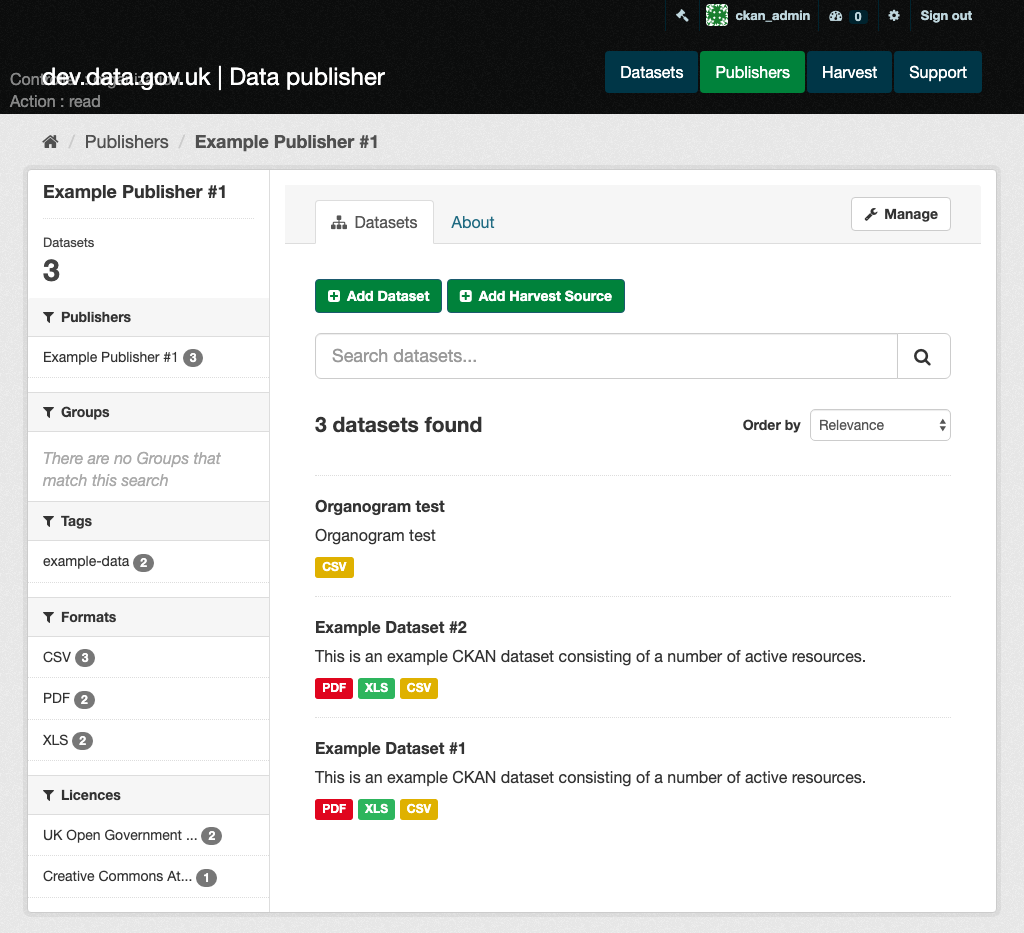 ckan_admin 0 Sign out
dev.data.gov.uk | Data publisher
Action : read
Datasets Publishers Harvest Support
/ Publishers / Example Publisher #1
Example Publisher #1
Datasets
3
Publishers
Example Publisher #1 3
Groups
There are no Groups that
match this search
Tags
example-data 2
Formats
CSV 3
PDF 2
XLS 2
Licences
UK Open Government ... 2
Creative Commons At... 1
Datasets About Manage
Add Dataset Add Harvest Source
Search datasets...
3 datasets found Order by Relevance
Organogram test
Organogram test
CSV
Example Dataset #2
This is an example CKAN dataset consisting of a number of active resources.
PDF XLS CSV
Example Dataset #1
This is an example CKAN dataset consisting of a number of active resources.
PDF XLS CSV